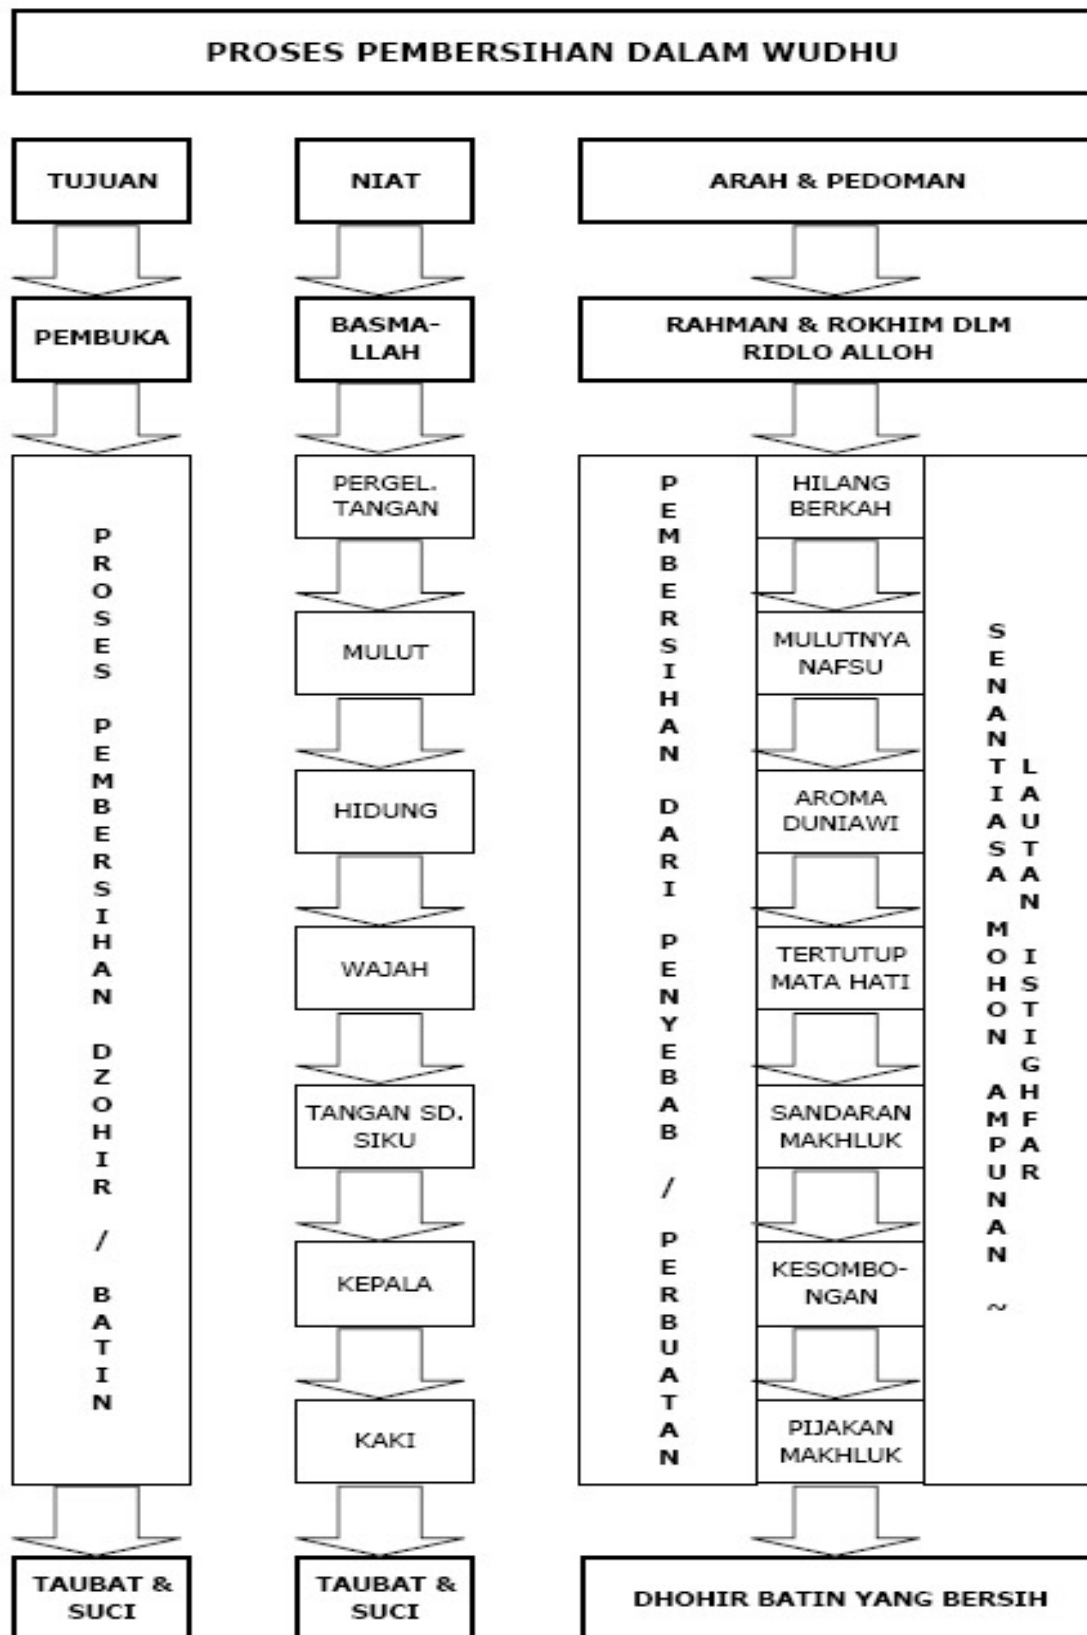 PROSES PEMBERSIHAN DALAM WUDHU
TUJUAN
NIAT
ARAH & PEDOMAN
PEMBUKA
BASMA-
LLAH
RAHMAN & ROKHIM DLM
RIDLO ALLOH
PROSES PEMBERSIHAN DZOHIR / BATIN
PERGEL.
TANGAN
MULUT
HIDUNG
WAJAH
TANGAN SD.
SIKU
KEPALA
KAKI
PEMBERSIHAN DARI PENYEBAB / PERBUATAN
HILANG
BERKAH
MULUTNYA
NAFSU
AROMA
DUNIAWI
TERTUTUP
MATA HATI
SANDARAN
MAKHLUK
KESOMBO-
NGAN
PIJAKAN
MAKHLUK
SENANTIASA MOHON AMPUNAN ~
LAUTAN ISTIGHFAR
TAUBAT &
SUCI
TAUBAT &
SUCI
DHOHIR BATIN YANG BERSIH